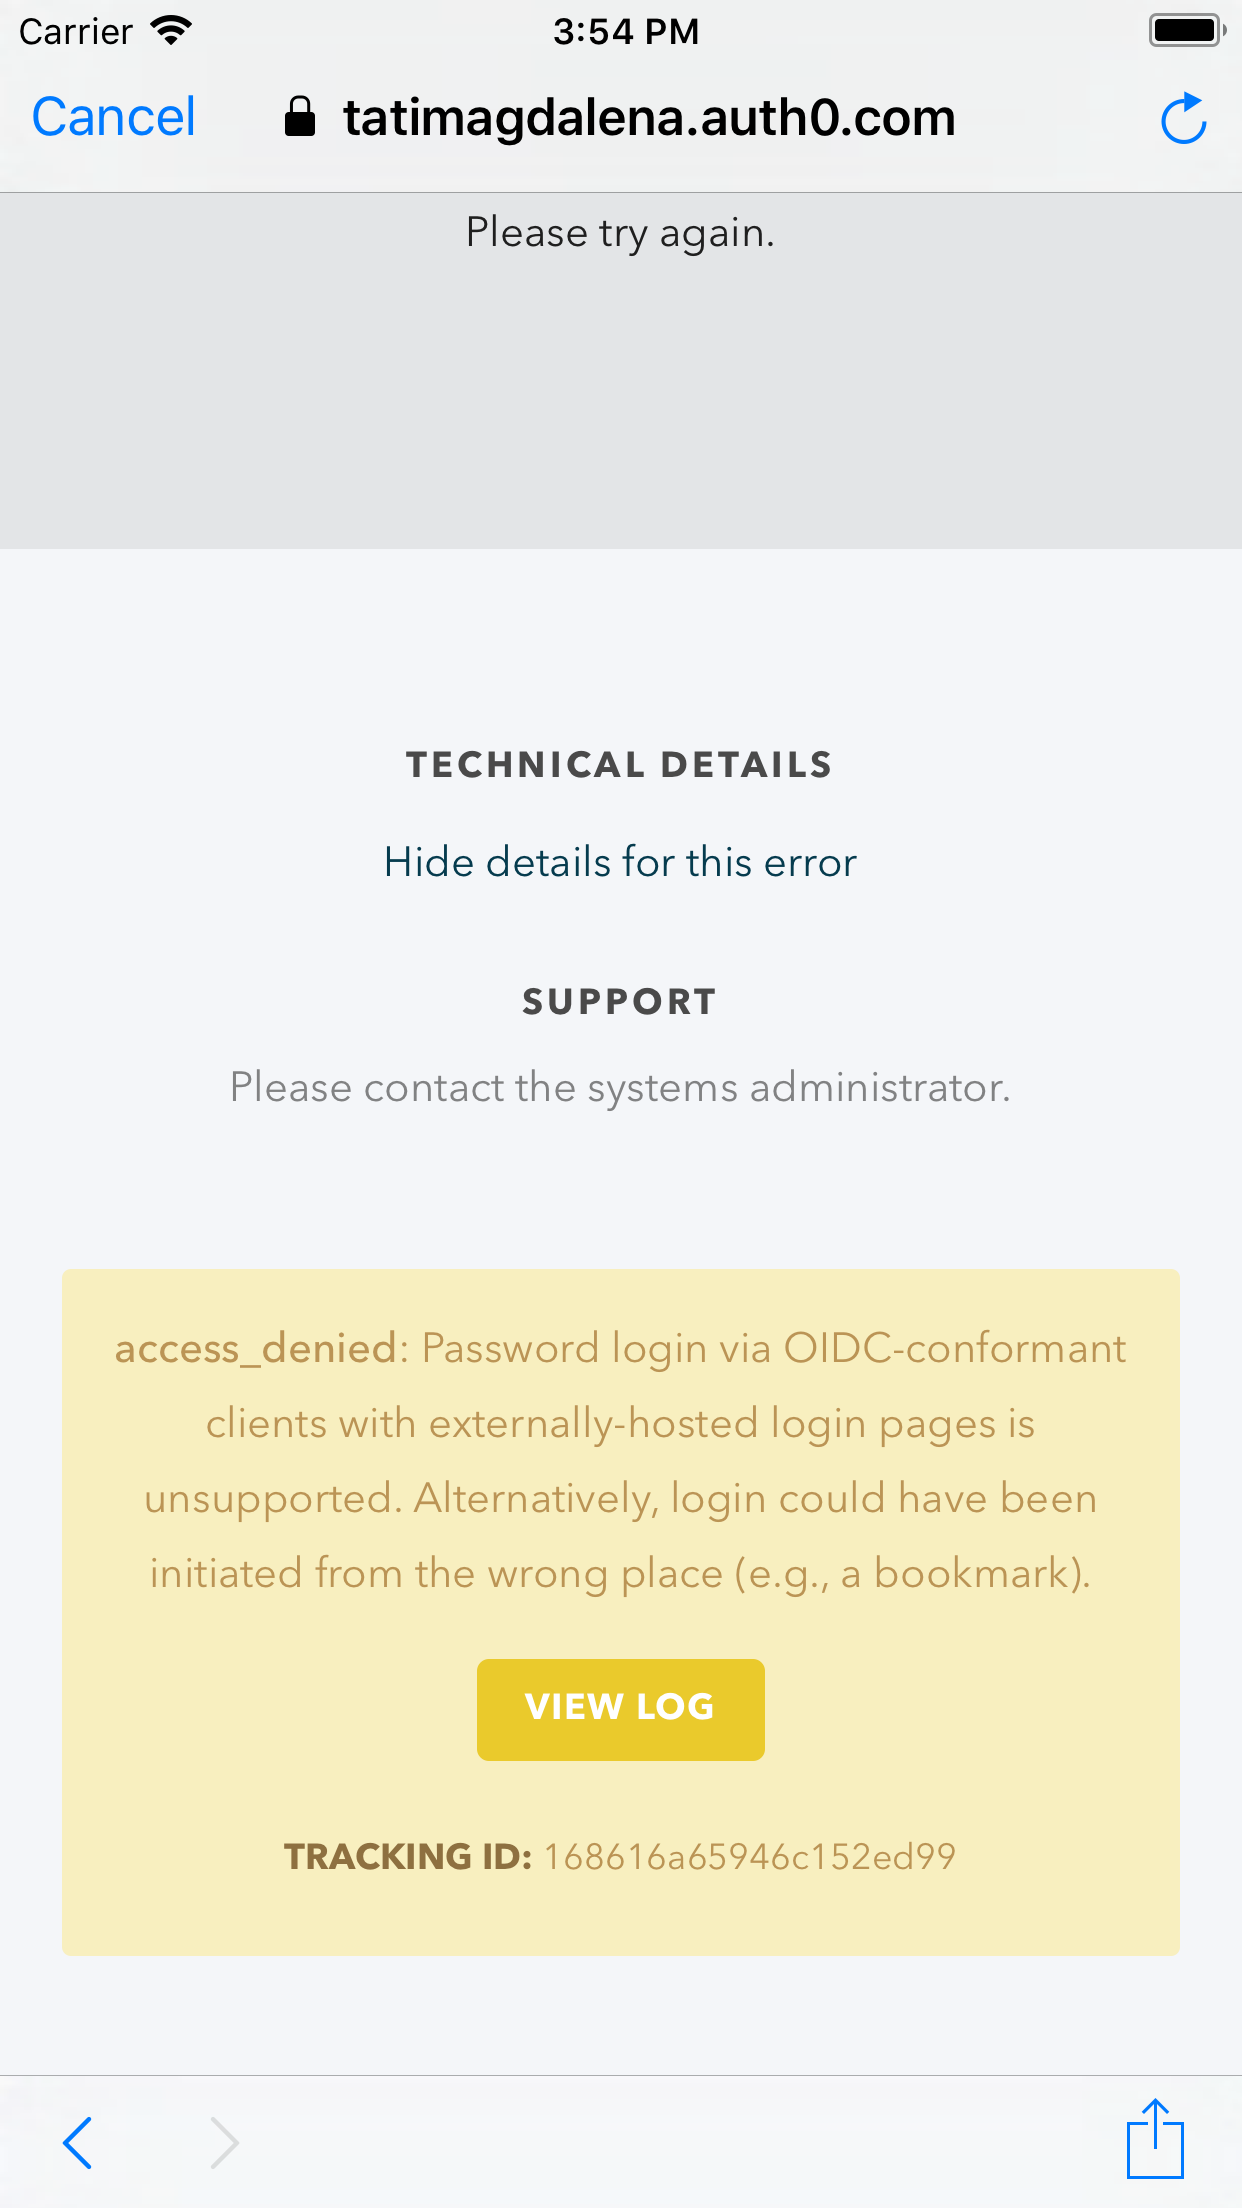 Carrier 3:54 PM
Cancel tatimagdalena.auth0.com
Please try again.
TECHNICAL DETAILS
Hide details for this error
SUPPORT
Please contact the systems administrator.
access_denied: Password login via OIDC-conformant
clients with externally-hosted login pages is
unsupported. Alternatively, login could have been
initiated from the wrong place (e.g., a bookmark).
VIEW LOG
TRACKING ID: 168616a65946c152ed99